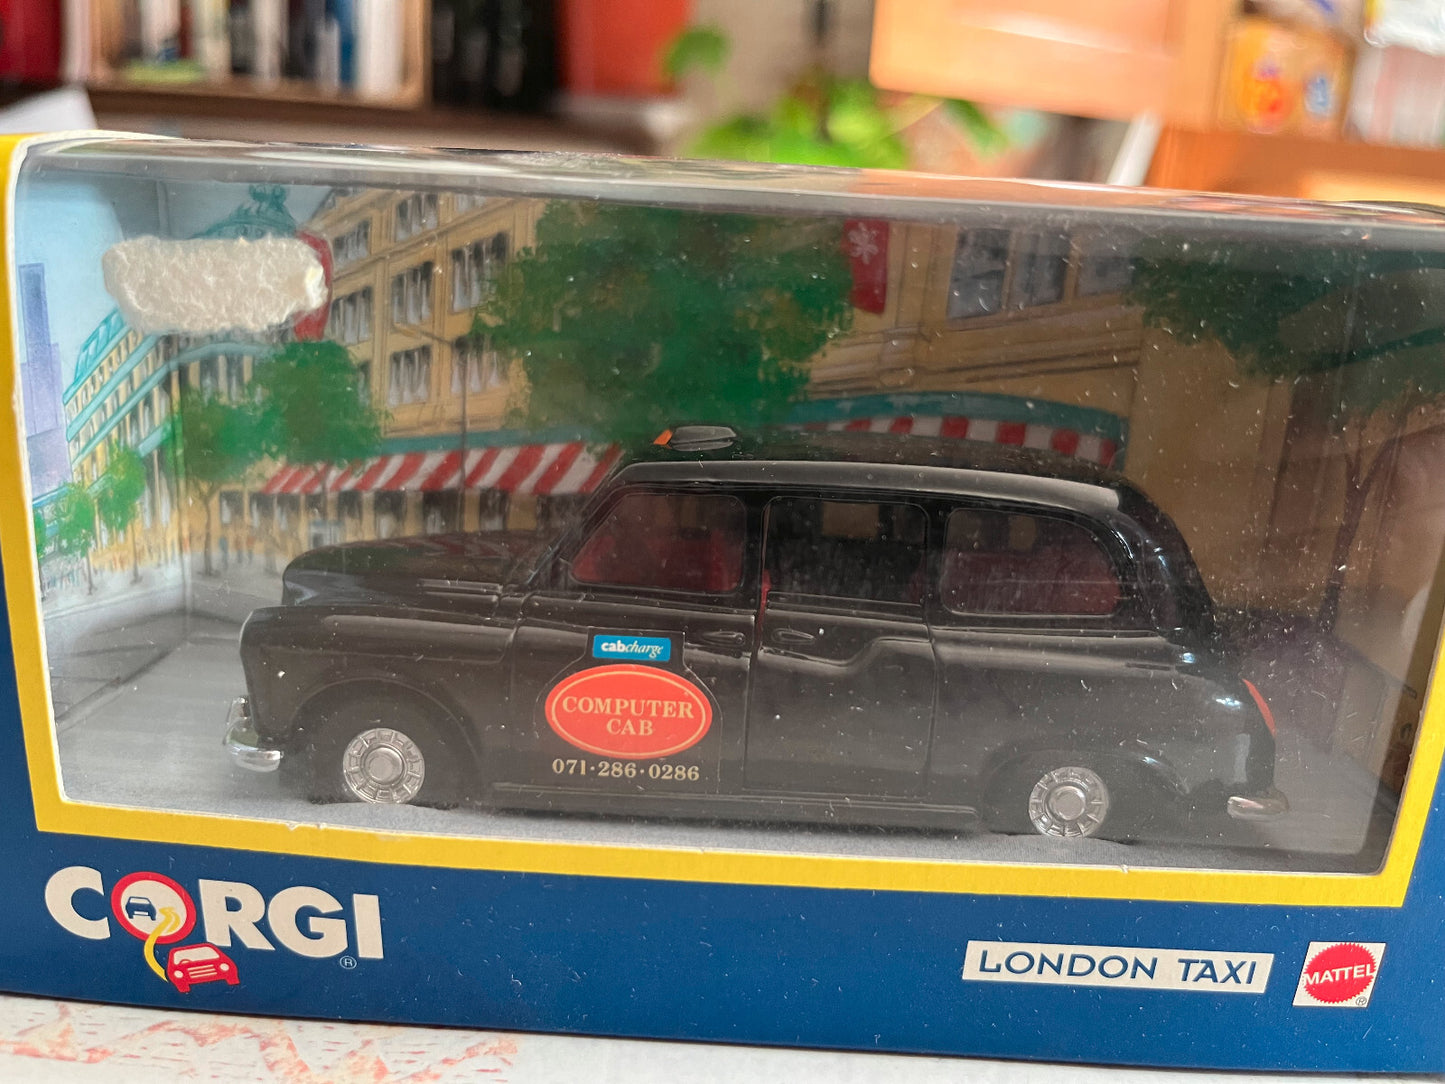 cabcharge
COMPUTER
CAB
071·286·0286
CORGI
®
LONDON TAXI
MATTEL
®